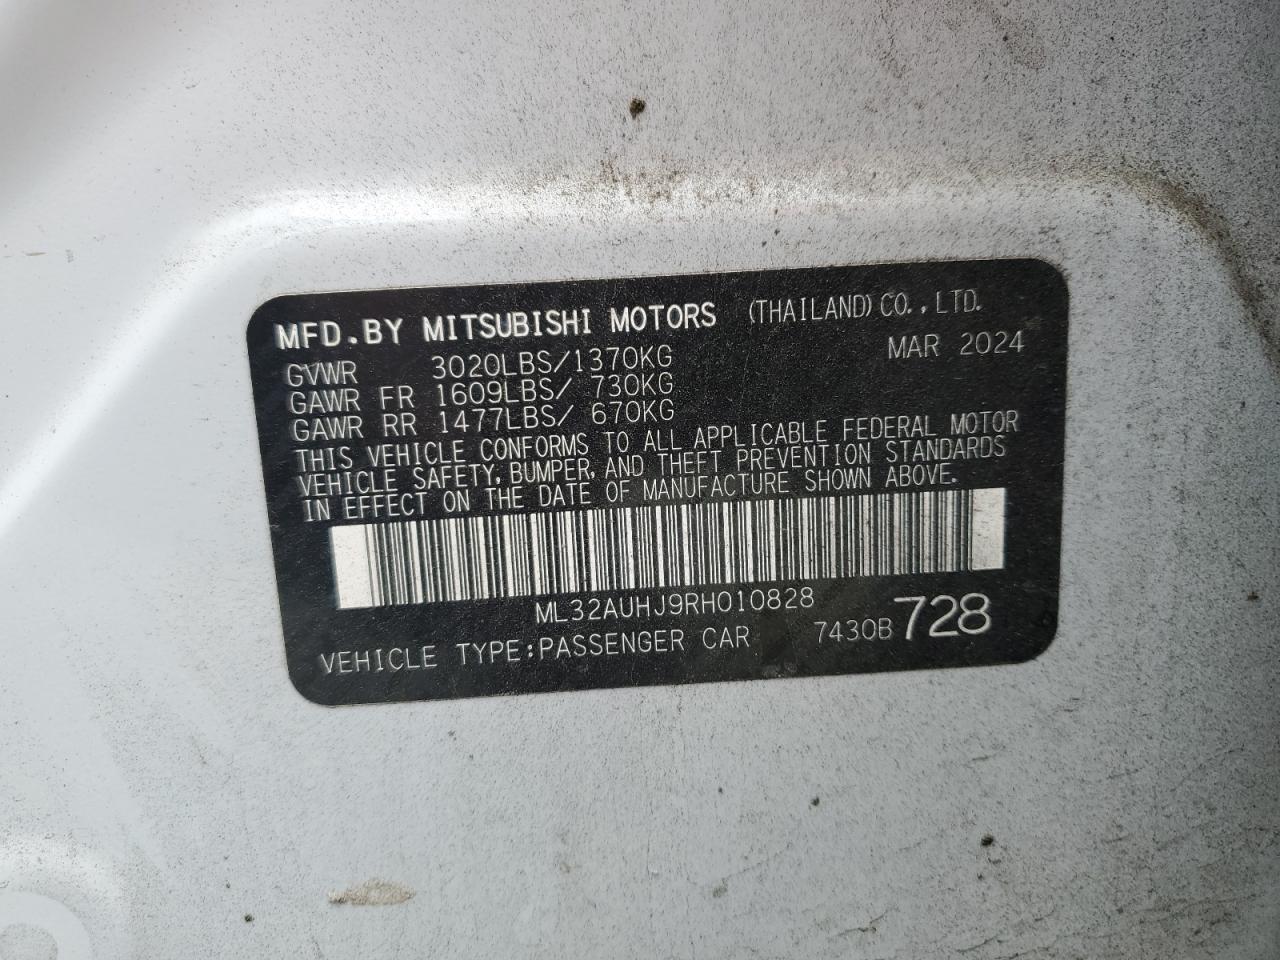 MFD.BY MITSUBISHI MOTORS (THAILAND)CO.,LTD.
GVWR 3020LBS/1370KG MAR 2024
GAWR FR 1609LBS/ 730KG
GAWR RR 1477LBS/ 670KG
THIS VEHICLE CONFORMS TO ALL APPLICABLE FEDERAL MOTOR
VEHICLE SAFETY, BUMPER, AND THEFT PREVENTION STANDARDS
IN EFFECT ON THE DATE OF MANUFACTURE SHOWN ABOVE.
ML32AUHJ9RH010828
VEHICLE TYPE:PASSENGER CAR 7430B 728